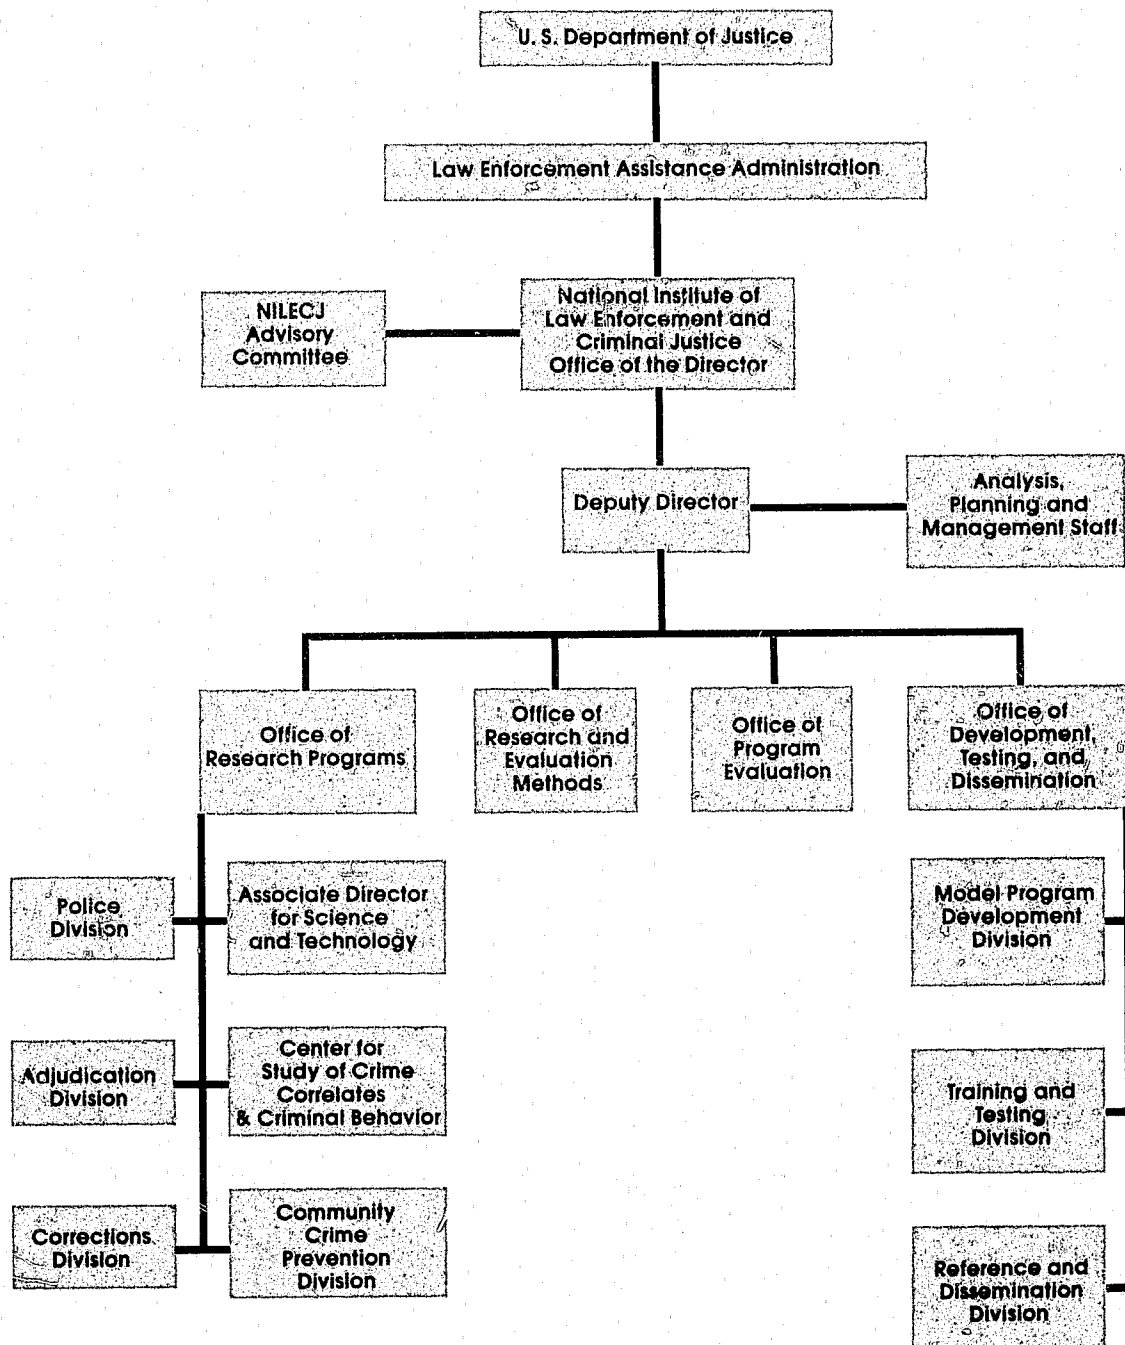 U. S. Department of Justice
Law Enforcement Assistance Administration
NILECJ
Advisory
Committee
National Institute of
Law Enforcement and
Criminal Justice
Office of the Director
Deputy Director
Analysis,
Planning and
Management Staff
Office of
Research Programs
Office of
Research and
Evaluation
Methods
Office of
Program
Evaluation
Office of
Development,
Testing, and
Dissemination
Police
Division
Associate Director
for Science
and Technology
Model Program
Development
Division
Adjudication
Division
Center for
Study of Crime
Correlates
& Criminal Behavior
Training and
Testing
Division
Corrections
Division
Community
Crime
Prevention
Division
Reference and
Dissemination
Division